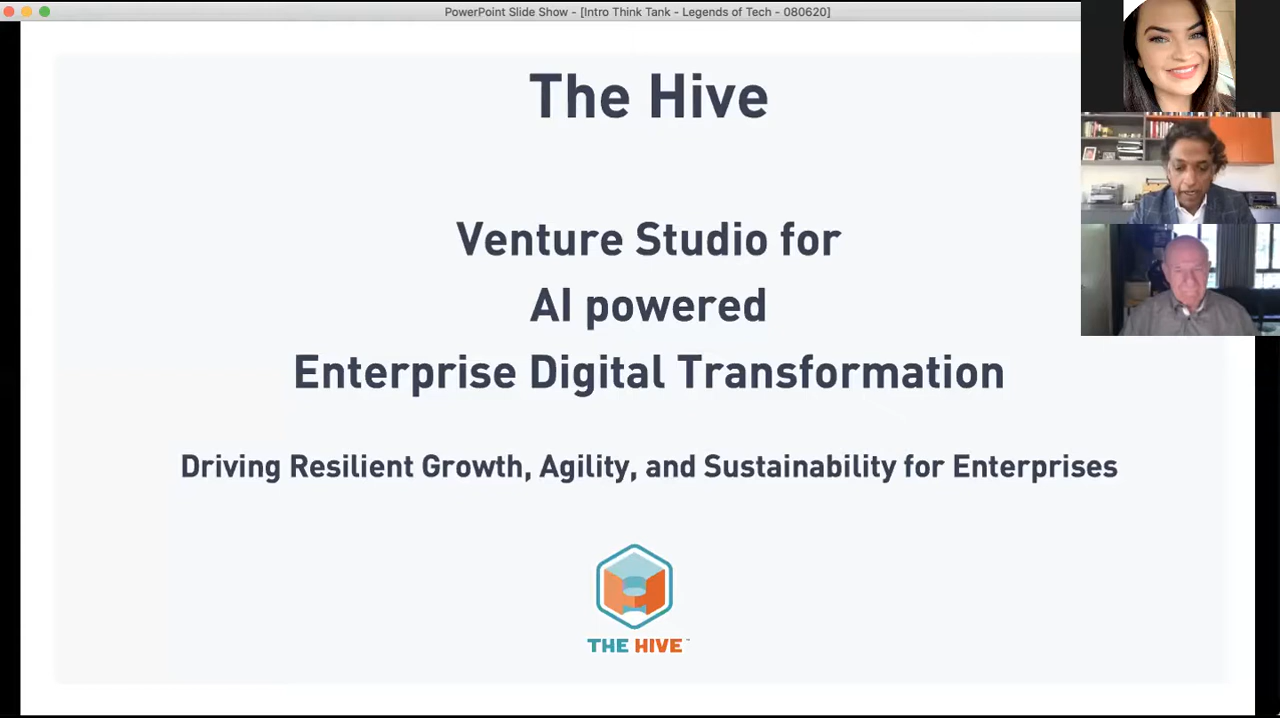 PowerPoint Slide Show - [Intro Think Tank - Legends of Tech - 080620]
The Hive
Venture Studio for
AI powered
Enterprise Digital Transformation
Driving Resilient Growth, Agility, and Sustainability for Enterprises
THE HIVE™